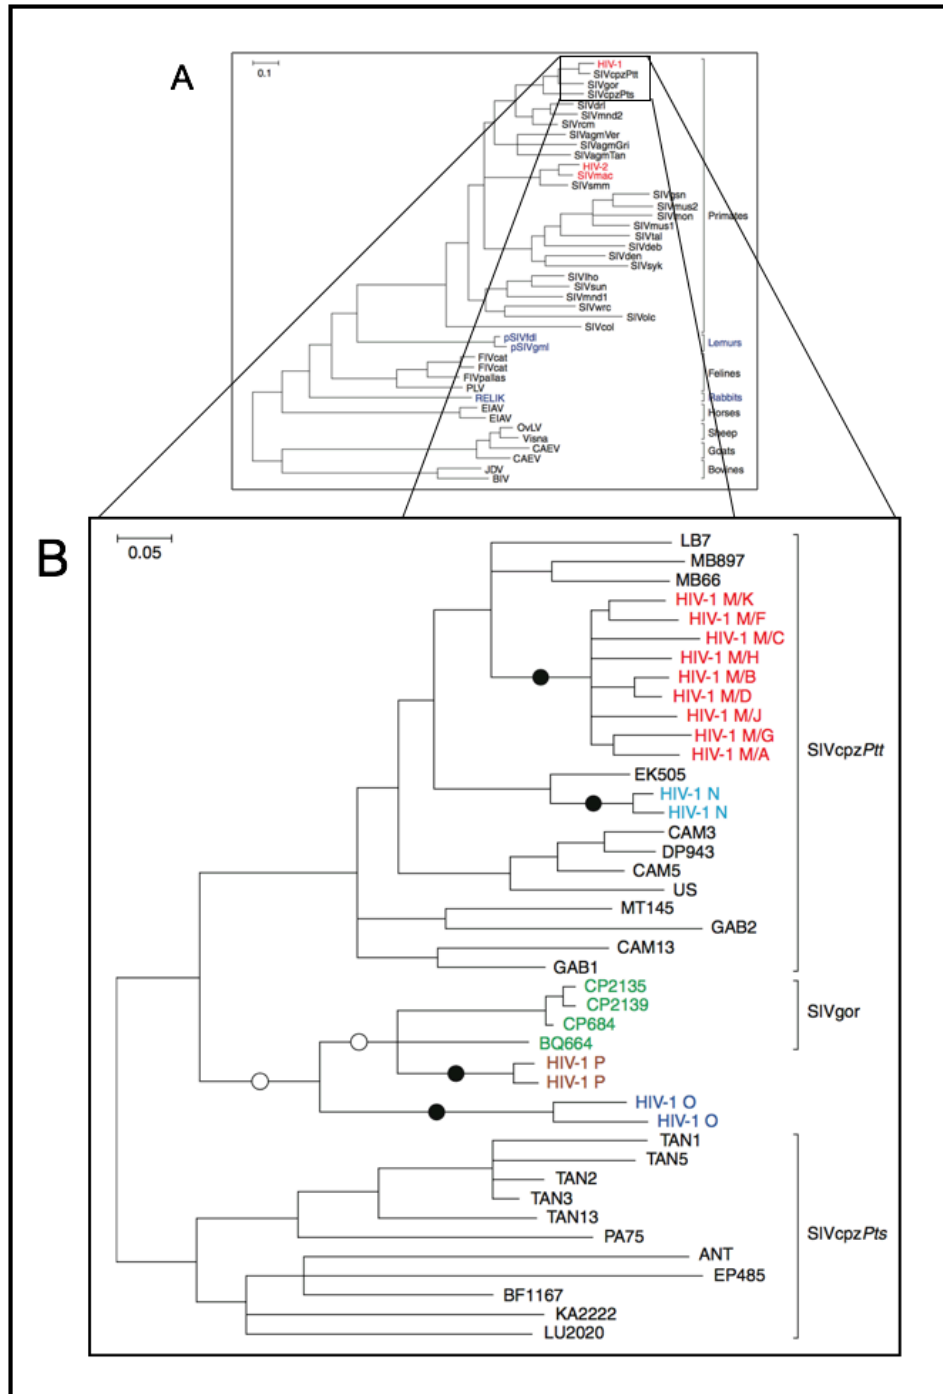 A
0.1
HIV-1
SIVcpzPtt
SIVgor
SIVcpzPts
SIVdrl
SIVmnd2
SIVrcm
SIVagmVer
SIVagmGri
SIVagmTan
HIV-2
SIVmac
SIVsmm
SIVgsn
SIVmus2
SIVmon
SIVmus1
SIVtal
SIVdeb
SIVden
SIVsyk
SIVlho
SIVsun
SIVmnd1
SIVwrc
SIVolc
SIVcol
pSIVfdl
pSIVgml
FIVcat
FIVcat
FIVpallas
PLV
RELIK
EIAV
EIAV
OvLV
Visna
CAEV
CAEV
JDV
BIV
Primates
Lemurs
Felines
Rabbits
Horses
Sheep
Goats
Bovines
B
0.05
LB7
MB897
MB66
HIV-1 M/K
HIV-1 M/F
HIV-1 M/C
HIV-1 M/H
HIV-1 M/B
HIV-1 M/D
HIV-1 M/J
HIV-1 M/G
HIV-1 M/A
EK505
HIV-1 N
HIV-1 N
CAM3
DP943
CAM5
US
MT145
GAB2
CAM13
GAB1
CP2135
CP2139
CP684
BQ664
HIV-1 P
HIV-1 P
HIV-1 O
HIV-1 O
TAN1
TAN5
TAN2
TAN3
TAN13
PA75
ANT
EP485
BF1167
KA2222
LU2020
SIVcpzPtt
SIVgor
SIVcpzPts